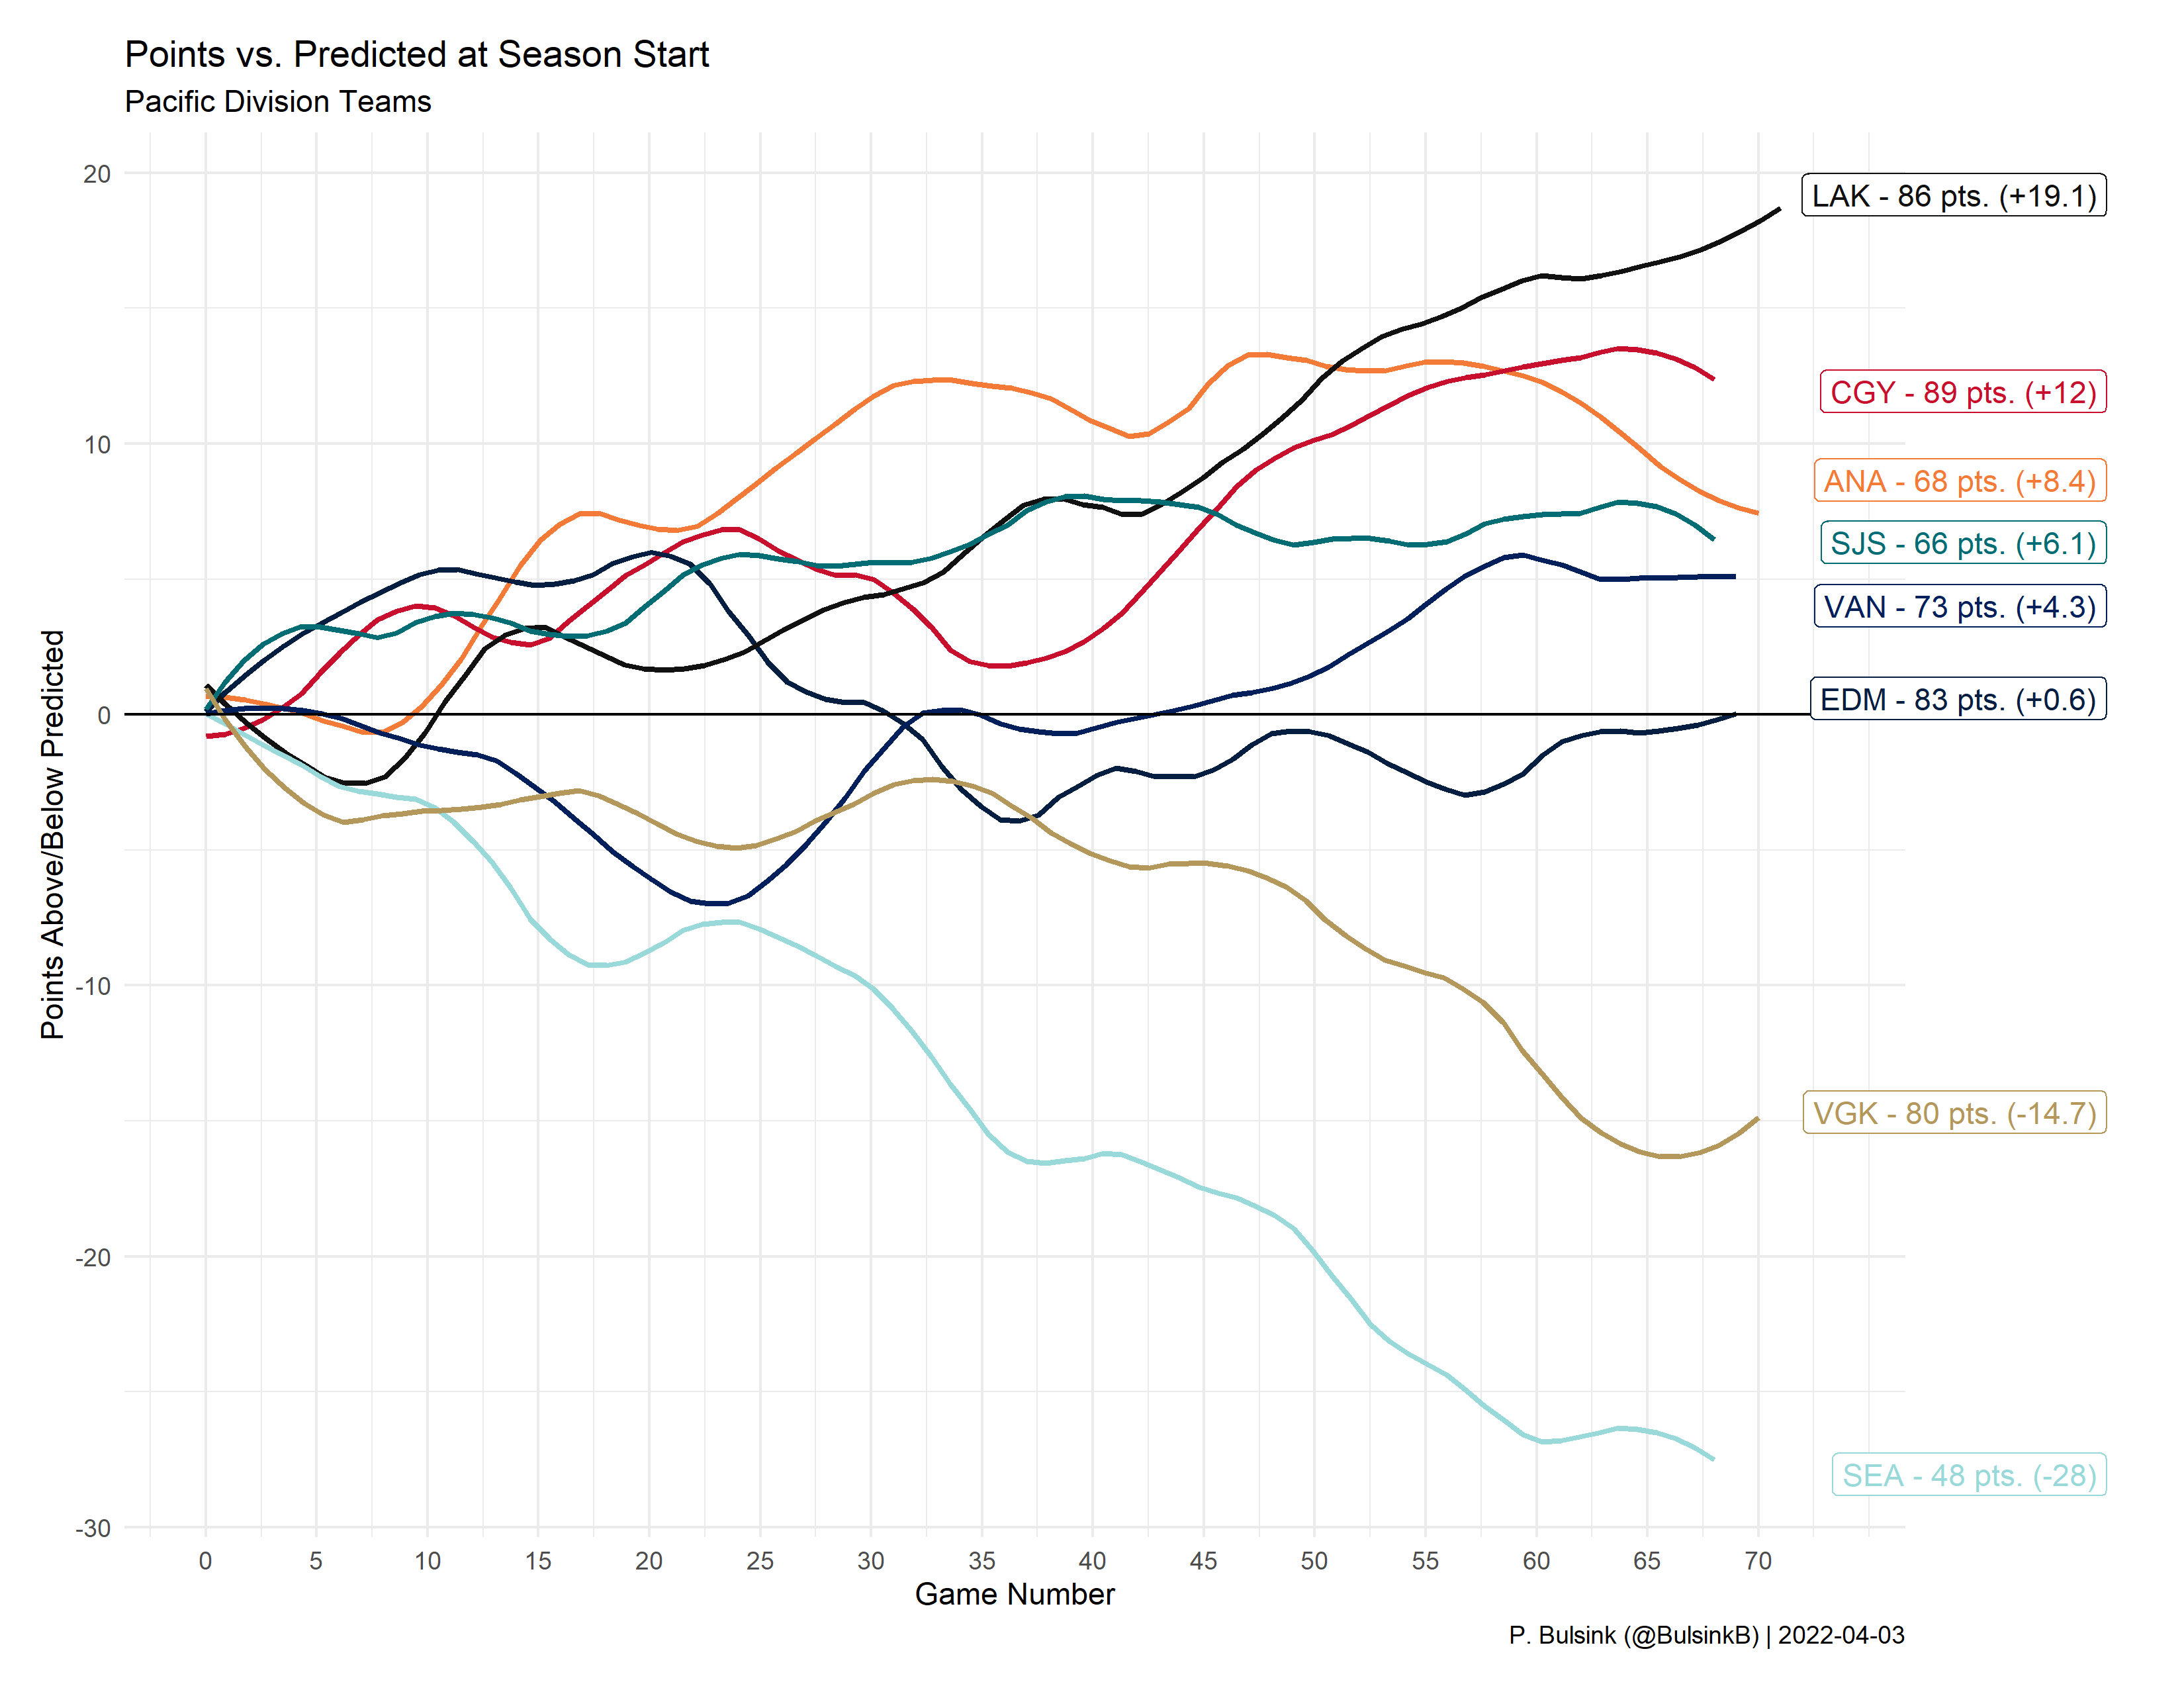 Points vs. Predicted at Season Start
Pacific Division Teams
Points Above/Below Predicted
20
10
0
-10
-20
-30
LAK - 86 pts. (+19.1)
CGY - 89 pts. (+12)
ANA - 68 pts. (+8.4)
SJS - 66 pts. (+6.1)
VAN - 73 pts. (+4.3)
EDM - 83 pts. (+0.6)
VGK - 80 pts. (-14.7)
SEA - 48 pts. (-28)
0 5 10 15 20 25 30 35 40 45 50 55 60 65 70
Game Number
P. Bulsink (@BulsinkB) | 2022-04-03